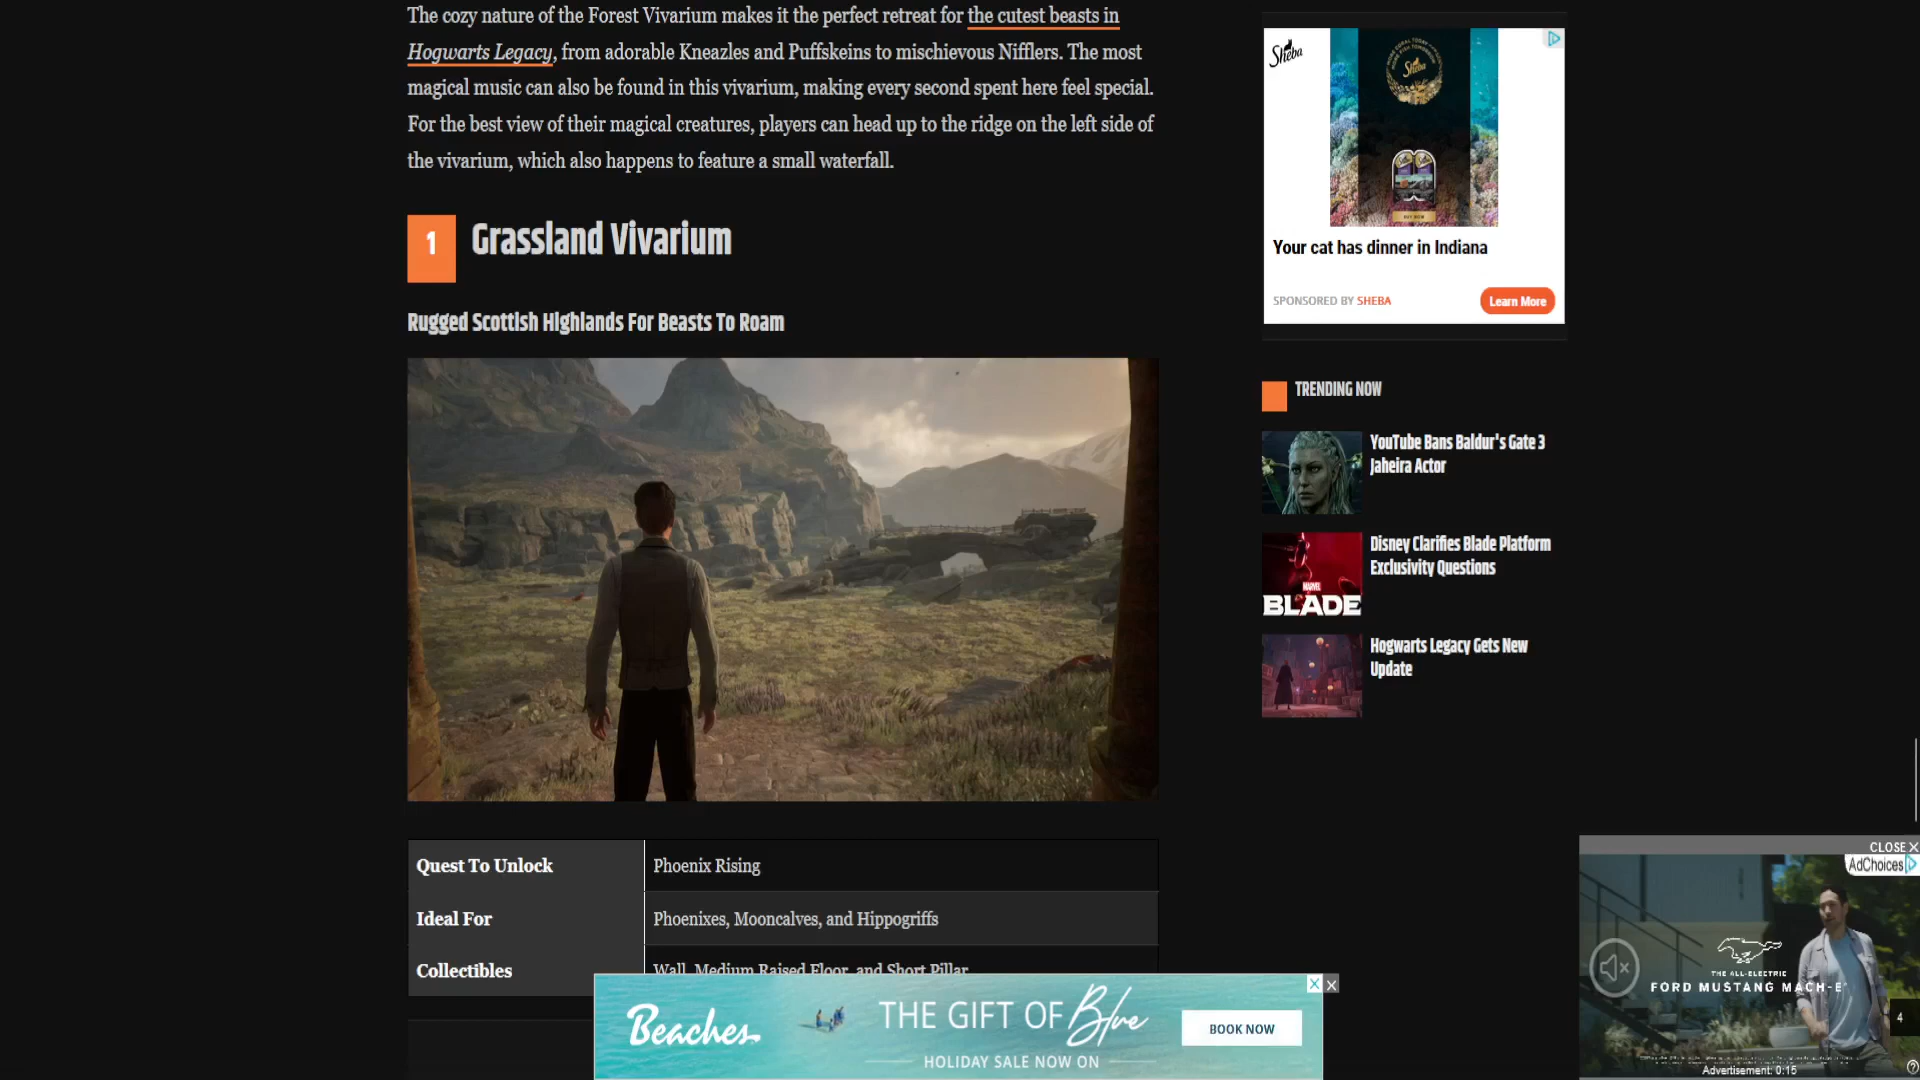 The cozy nature of the Forest Vivarium makes it the perfect retreat for the cutest beasts in
Hogwarts Legacy, from adorable Kneazles and Puffskeins to mischievous Nifflers. The most
magical music can also be found in this vivarium, making every second spent here feel special.
For the best view of their magical creatures, players can head up to the ridge on the left side of
the vivarium, which also happens to feature a small waterfall.
1 Grassland Vivarium
Rugged Scottish Highlands For Beasts To Roam
Quest To Unlock Phoenix Rising
Ideal For Phoenixes, Mooncalves, and Hippogriffs
Collectibles Wall, Medium Raised Floor, and Short Pillar
Sheba
Sheba
BUY NOW
Your cat has dinner in Indiana
SPONSORED BY SHEBA
Learn More
TRENDING NOW
YouTube Bans Baldur's Gate 3
Jaheira Actor
MARVEL
BLADE
Disney Clarifies Blade Platform
Exclusivity Questions
Hogwarts Legacy Gets New
Update
CLOSE X
AdChoices
THE ALL-ELECTRIC
FORD MUSTANG MACH-E
4
Advertisement: 0:15
Beaches
THE GIFT OF Blue
HOLIDAY SALE NOW ON
BOOK NOW